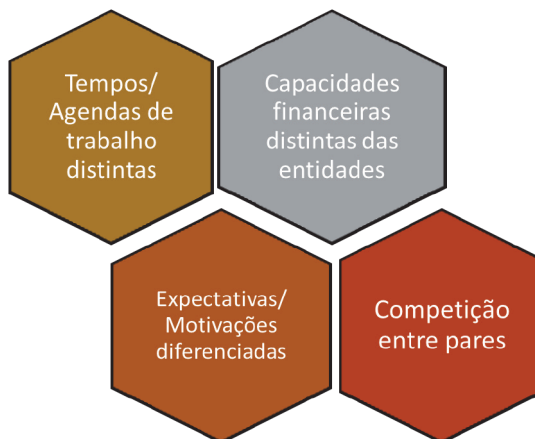 Tempos/
Agendas de
trabalho
distintas
Capacidades
financeiras
distintas das
entidades
Expectativas/
Motivações
diferenciadas
Competição
entre pares